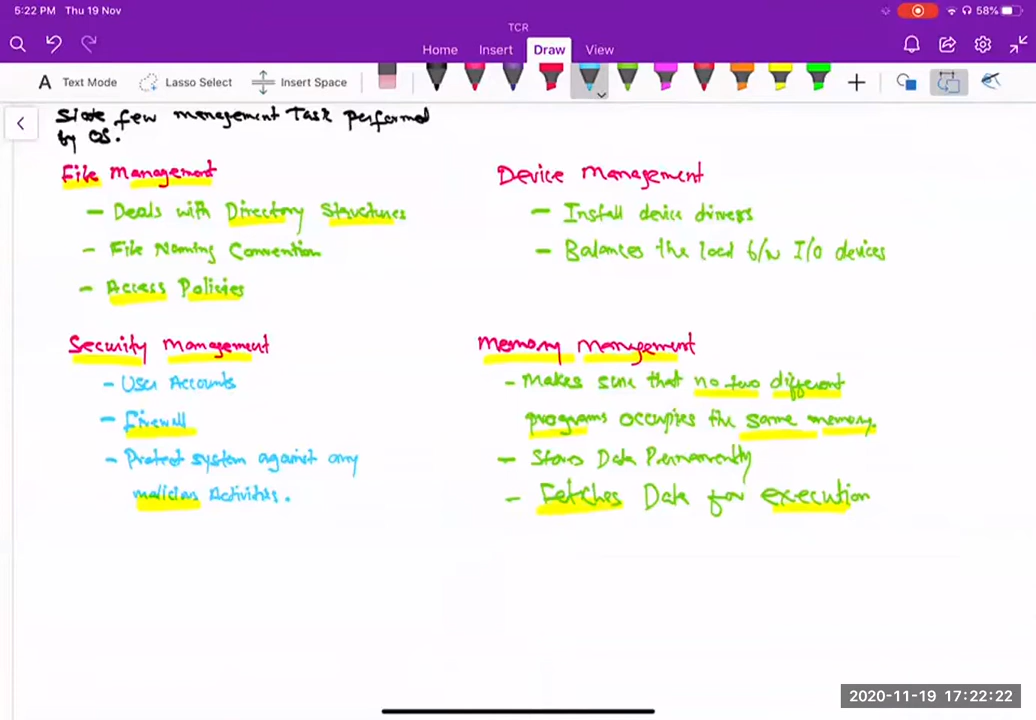 5:22 PM Thu 19 Nov
58%
TCR
Home Insert Draw View
A Text Mode Lasso Select Insert Space
State few management Task performed
by OS.
File Management
- Deals with Directory Structures
- File Naming Convention
- Access Policies
Device Management
- Install device drivers
- Balances the load b/w I/O devices
Security Management
- User Accounts
- Firewall
- Protect system against any
Activities.
Memory Management
- Makes sure that no two different
programs occupies the same memory.
- Stores Data Permanently
- Fetches Data for execution
2020-11-19 17:22:22